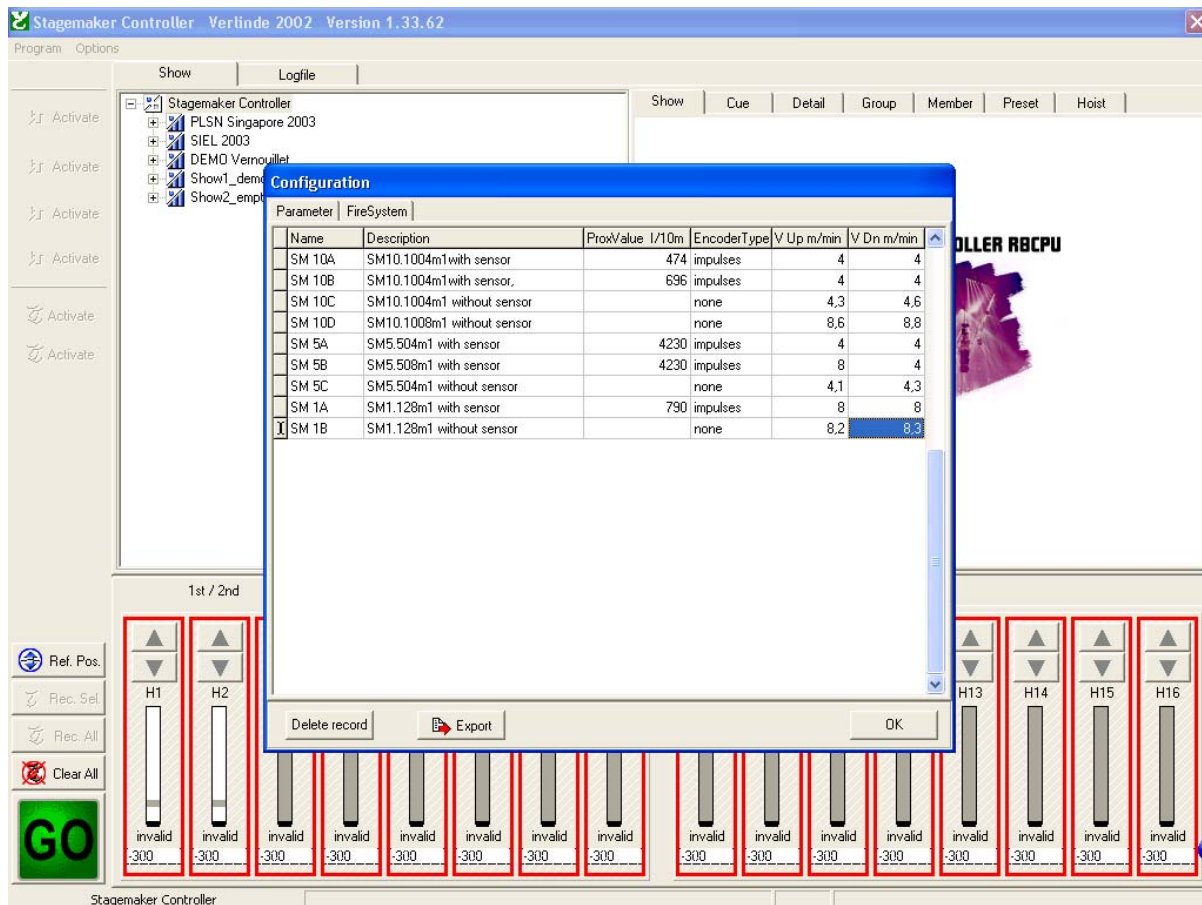 Stagemaker Controller Verlinde 2002 Version 1.33.62
Program Options
Show Logfile
Activate
Activate
Activate
Activate
Activate
Activate
Stagemaker Controller
PLSN Singapore 2003
SIEL 2003
DEMO Vernouillet
Show1_demo
Show2_empt
Show Cue Detail Group Member Preset Hoist
OLLER RBCPU
Configuration
Parameter FireSystem
Name Description ProxValue I/10m EncoderType V Up m/min V Dn m/min
SM 10A SM10.1004m1with sensor 474 impulses 4 4
SM 10B SM10.1004m1with sensor, 696 impulses 4 4
SM 10C SM10.1004m1 without sensor none 4,3 4,6
SM 10D SM10.1008m1 without sensor none 8,6 8,8
SM 5A SM5.504m1 with sensor 4230 impulses 4 4
SM 5B SM5.508m1 with sensor 4230 impulses 8 4
SM 5C SM5.504m1 without sensor none 4,1 4,3
SM 1A SM1.128m1 with sensor 790 impulses 8 8
SM 1B SM1.128m1 without sensor none 8,2 8,3
Delete record Export OK
1st / 2nd
Ref. Pos.
Rec. Sel.
Rec. All
Clear All
GO
H1 H2 H13 H14 H15 H16
invalid invalid invalid invalid invalid invalid invalid invalid invalid invalid invalid invalid invalid invalid invalid invalid
-300 -300 -300 -300 -300 -300 -300 -300 -300 -300 -300 -300 -300 -300 -300 -300
Stagemaker Controller